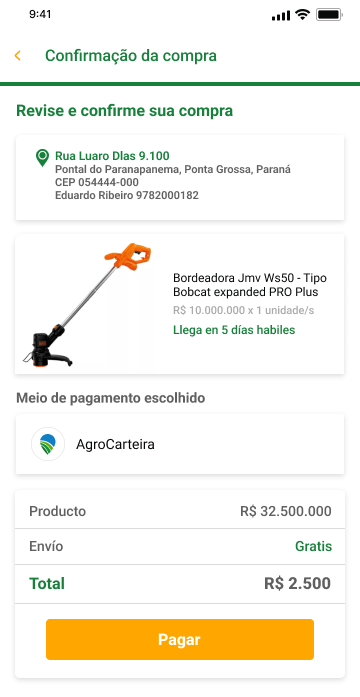 9:41
Confirmação da compra
Revise e confirme sua compra
Rua Luaro Dlas 9.100
Pontal do Paranapanema, Ponta Grossa, Paraná
CEP 054444-000
Eduardo Ribeiro 9782000182
Bordeadora Jmv Ws50 - Tipo
Bobcat expanded PRO Plus
R$ 10.000.000 x 1 unidade/s
Llega en 5 días habiles
Meio de pagamento escolhido
AgroCarteira
Producto R$ 32.500.000
Envío Gratis
Total R$ 2.500
Pagar